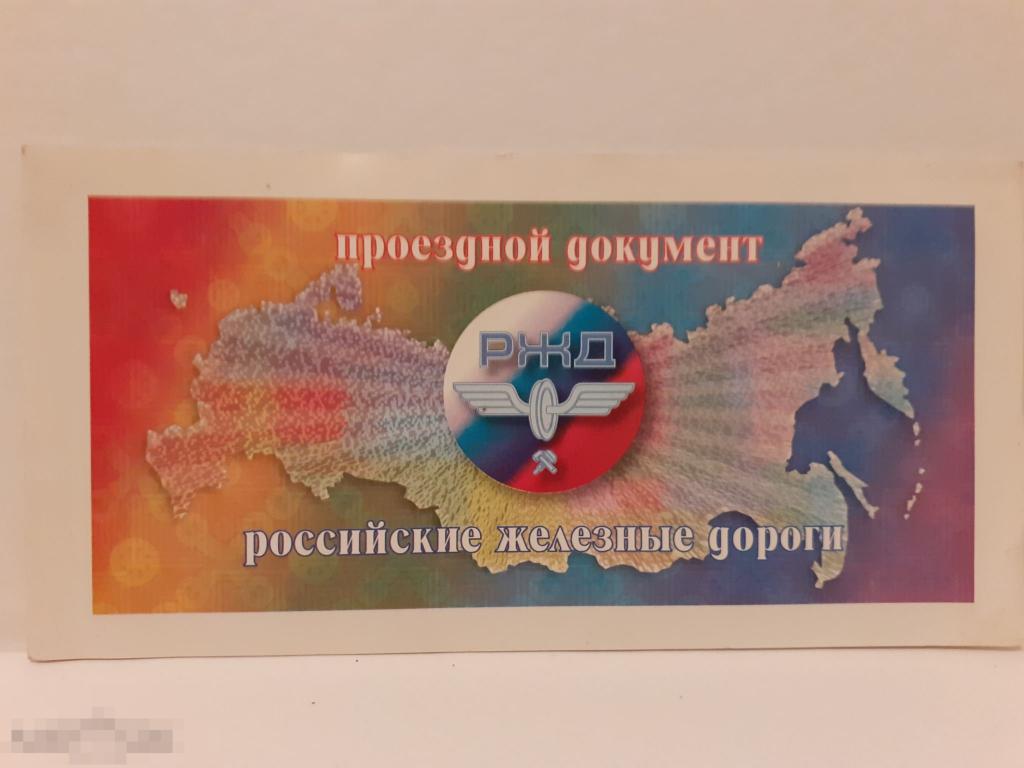 проездной документ
РЖД
российские железные дороги